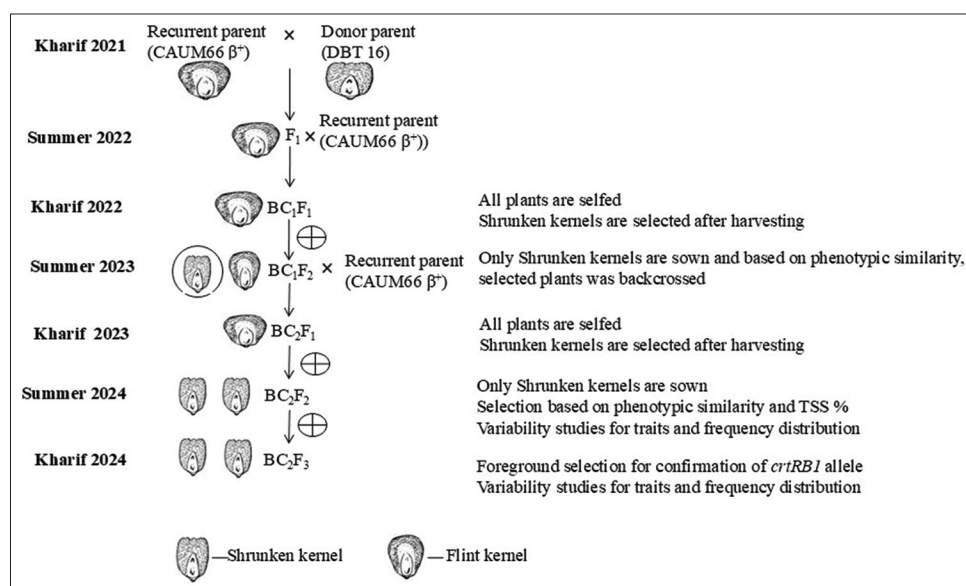 Kharif 2021
Recurrent parent × Donor parent
(CAUM66 β⁺) (DBT 16)
Summer 2022
F₁ × Recurrent parent
(CAUM66 β⁺))
Kharif 2022
BC₁F₁
All plants are selfed
Shrunken kernels are selected after harvesting
Summer 2023
BC₁F₂ × Recurrent parent
(CAUM66 β⁺)
Only Shrunken kernels are sown and based on phenotypic similarity,
selected plants was backcrossed
Kharif 2023
BC₂F₁
All plants are selfed
Shrunken kernels are selected after harvesting
Summer 2024
BC₂F₂
Only Shrunken kernels are sown
Selection based on phenotypic similarity and TSS %
Variability studies for traits and frequency distribution
Kharif 2024
BC₂F₃
Foreground selection for confirmation of crtRB1 allele
Variability studies for traits and frequency distribution
—Shrunken kernel
—Flint kernel